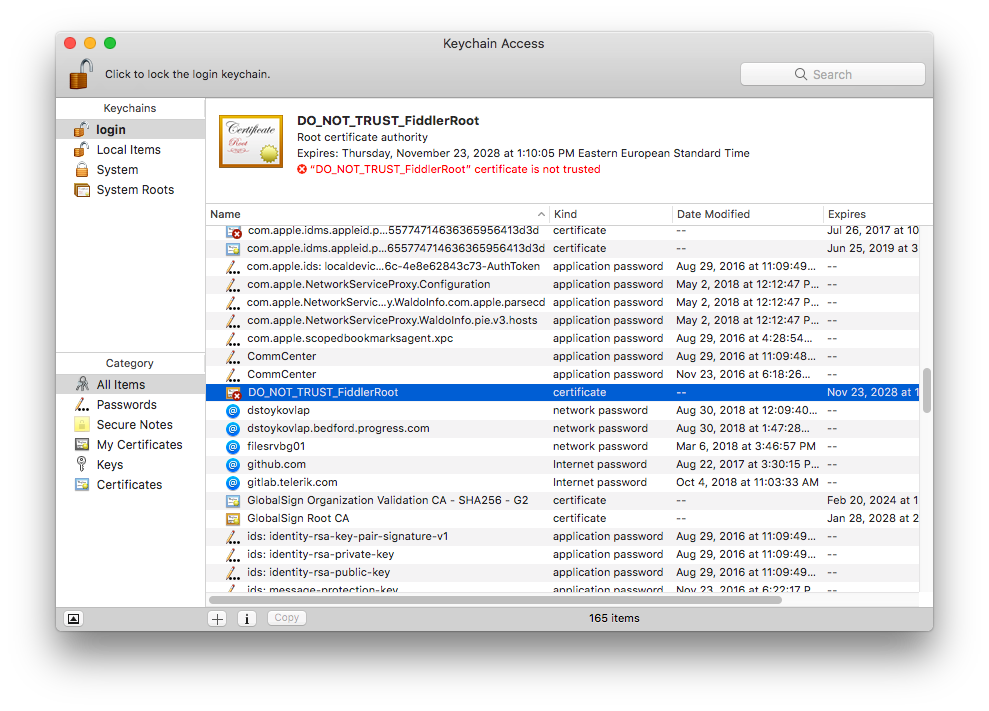 Keychain Access
Click to lock the login keychain.
Search
Keychains
login
Local Items
System
System Roots
Certificate
Root
DO_NOT_TRUST_FiddlerRoot
Root certificate authority
Expires: Thursday, November 23, 2028 at 1:10:05 PM Eastern European Standard Time
“DO_NOT_TRUST_FiddlerRoot” certificate is not trusted
Name Kind Date Modified Expires
com.apple.idms.appleid.p...55774714636365956413d3d certificate Jul 26, 2017 at 10
com.apple.idms.appleid.p...655774714636365956413d3d certificate -- Jun 25, 2019 at 3
com.apple.ids: localdevic...6c-4e8e62843c73-AuthToken application password Aug 29, 2016 at 11:09:49... --
com.apple.NetworkServiceProxy.Configuration application password May 2, 2018 at 12:12:47 P... --
com.apple.NetworkServic...y.WaldoInfo.com.apple.parsecd application password May 2, 2018 at 12:12:47 P... --
com.apple.NetworkServiceProxy.WaldoInfo.pie.v3.hosts application password May 2, 2018 at 12:12:47 P... --
com.apple.scopedbookmarksagent.xpc application password Aug 29, 2016 at 4:28:54... --
CommCenter application password Aug 29, 2016 at 11:09:48... --
CommCenter application password Nov 23, 2016 at 6:18:26... --
DO_NOT_TRUST_FiddlerRoot certificate -- Nov 23, 2028 at 1
dstoykovlap network password Aug 30, 2018 at 12:09:40... --
dstoykovlap.bedford.progress.com network password Aug 30, 2018 at 1:47:28... --
filesrvbg01 network password Mar 6, 2018 at 3:46:57 PM --
github.com Internet password Aug 22, 2017 at 3:30:15 P... --
gitlab.telerik.com Internet password Oct 4, 2018 at 11:03:33 AM --
GlobalSign Organization Validation CA - SHA256 - G2 certificate -- Feb 20, 2024 at 1
GlobalSign Root CA certificate -- Jan 28, 2028 at 2
ids: identity-rsa-key-pair-signature-v1 application password Aug 29, 2016 at 11:09:49... --
ids: identity-rsa-private-key application password Aug 29, 2016 at 11:09:49... --
ids: identity-rsa-public-key application password Aug 29, 2016 at 11:09:49... --
ids: message-protection-key application password Nov 23, 2016 at 6:22:17 P... --
Category
All Items
Passwords
Secure Notes
My Certificates
Keys
Certificates
Copy
165 items